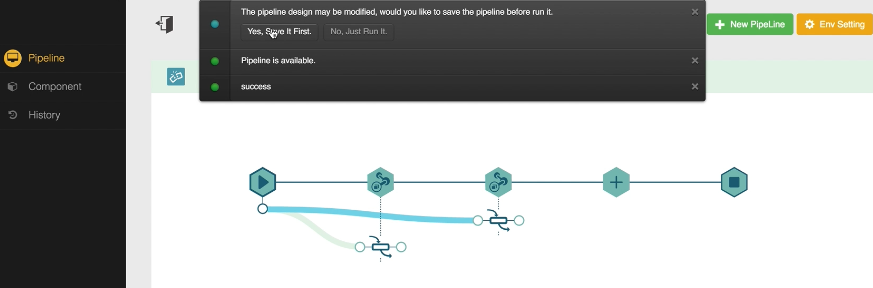 The pipeline design may be modified, would you like to save the pipeline before run it.
Yes, Save It First. No, Just Run It.
New PipeLine
Env Setting
Pipeline
Pipeline is available.
Component
success
History